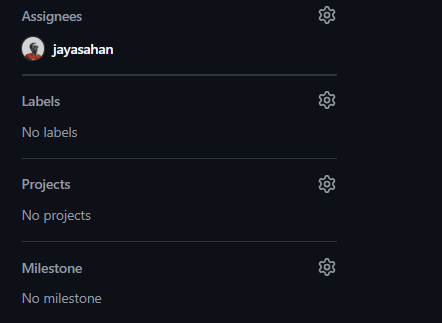 Assignees
jayasahan
Labels
No labels
Projects
No projects
Milestone
No milestone